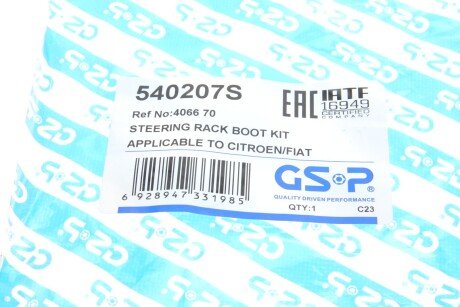 540207S
Ref No:4066 70
STEERING RACK BOOT KIT
APPLICABLE TO CITROEN/FIAT
EAC
IATF
16949
CERTIFIED
COMPANY
6 928947 331985
GSP
QUALITY DRIVEN PERFORMANCE
QTY:1 C23